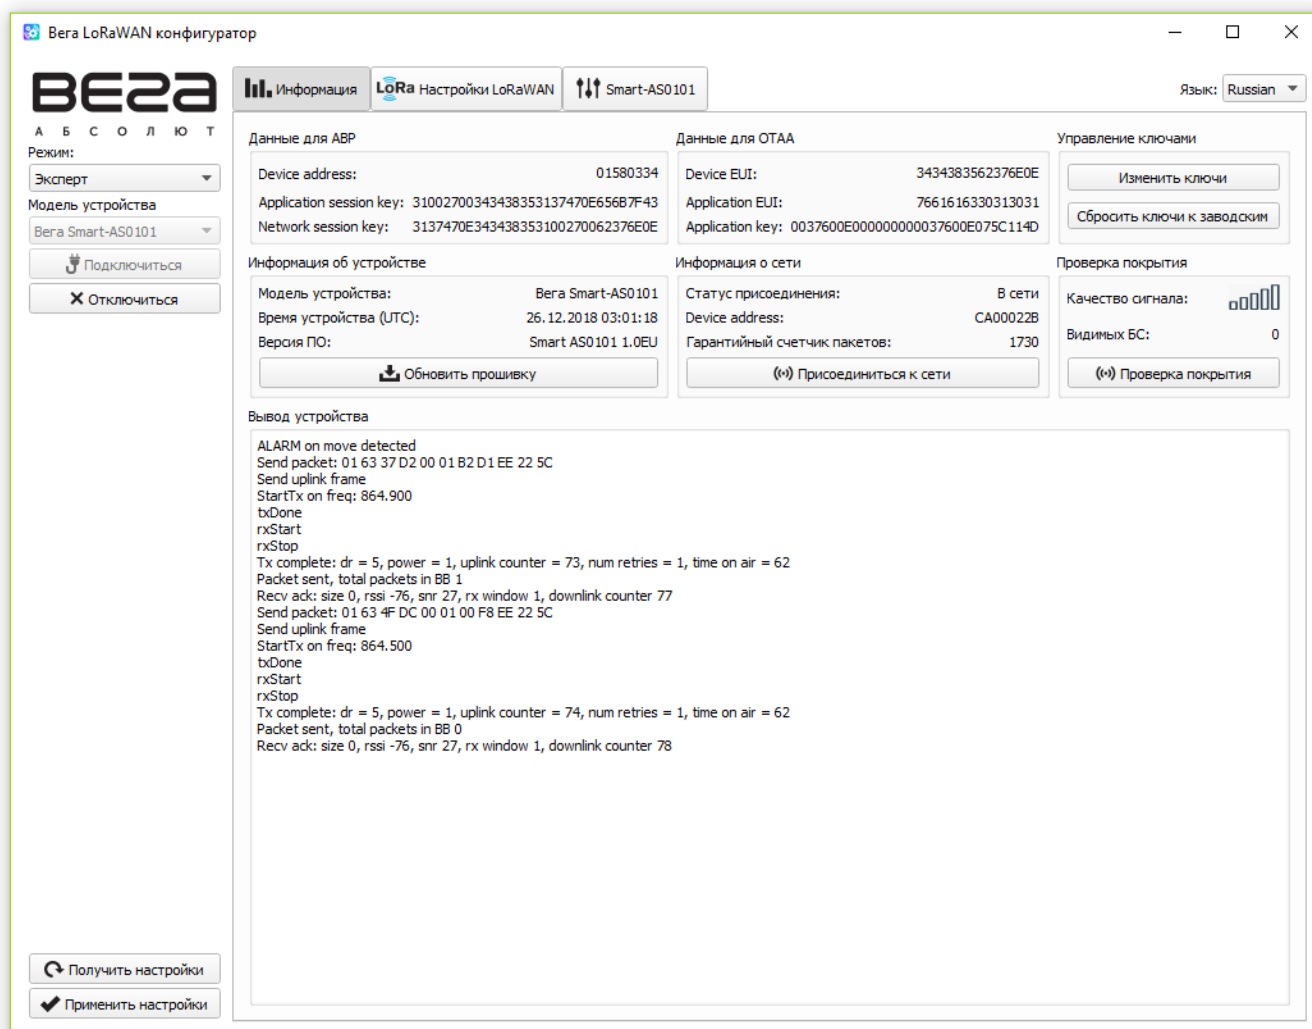 Вега LoRaWAN конфигуратор
ВЕГА
АБСОЛЮТ
Режим:
Эксперт
Модель устройства
Вега Smart-AS0101
Подключиться
Отключиться
Информация
LoRa Настройки LoRaWAN
Smart-AS0101
Язык: Russian
Данные для ABP
Device address: 01580334
Application session key: 3100270034343838353137470E656B7F43
Network session key: 3137470E343438353100270062376E0E
Данные для OTAA
Device EUI: 3434383562376E0E
Application EUI: 7661616330313031
Application key: 0037600E000000000037600E075C114D
Управление ключами
Изменить ключи
Сбросить ключи к заводским
Информация об устройстве
Модель устройства: Вега Smart-AS0101
Время устройства (UTC): 26.12.2018 03:01:18
Версия ПО: Smart AS0101 1.0EU
Обновить прошивку
Информация о сети
Статус присоединения: В сети
Device address: CA00022B
Гарантийный счетчик пакетов: 1730
Присоединиться к сети
Проверка покрытия
Качество сигнала:
Видимых БС: 0
Проверка покрытия
Вывод устройства
ALARM on move detected
Send packet: 01 63 37 D2 00 01 B2 D1 EE 22 5C
Send uplink frame
StartTx on freq: 864.900
txDone
rxStart
rxStop
Tx complete: dr = 5, power = 1, uplink counter = 73, num retries = 1, time on air = 62
Packet sent, total packets in BB 1
Recv ack: size 0, rssi -76, snr 27, rx window 1, downlink counter 77
Send packet: 01 63 4F DC 00 01 00 F8 EE 22 5C
Send uplink frame
StartTx on freq: 864.500
txDone
rxStart
rxStop
Tx complete: dr = 5, power = 1, uplink counter = 74, num retries = 1, time on air = 62
Packet sent, total packets in BB 0
Recv ack: size 0, rssi -76, snr 27, rx window 1, downlink counter 78
Получить настройки
Применить настройки